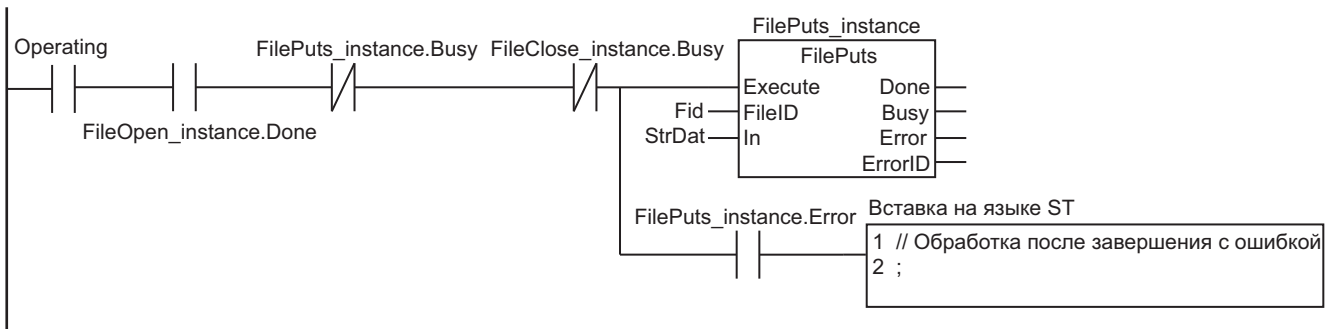 FilePuts_instance
Operating
FilePuts_instance.Busy
FileClose_instance.Busy
FilePuts
Execute
Done
Fid
FileID
Busy
FileOpen_instance.Done
StrDat
In
Error
ErrorID
FilePuts_instance.Error
Вставка на языке ST
1 // Обработка после завершения с ошибкой
2 ;